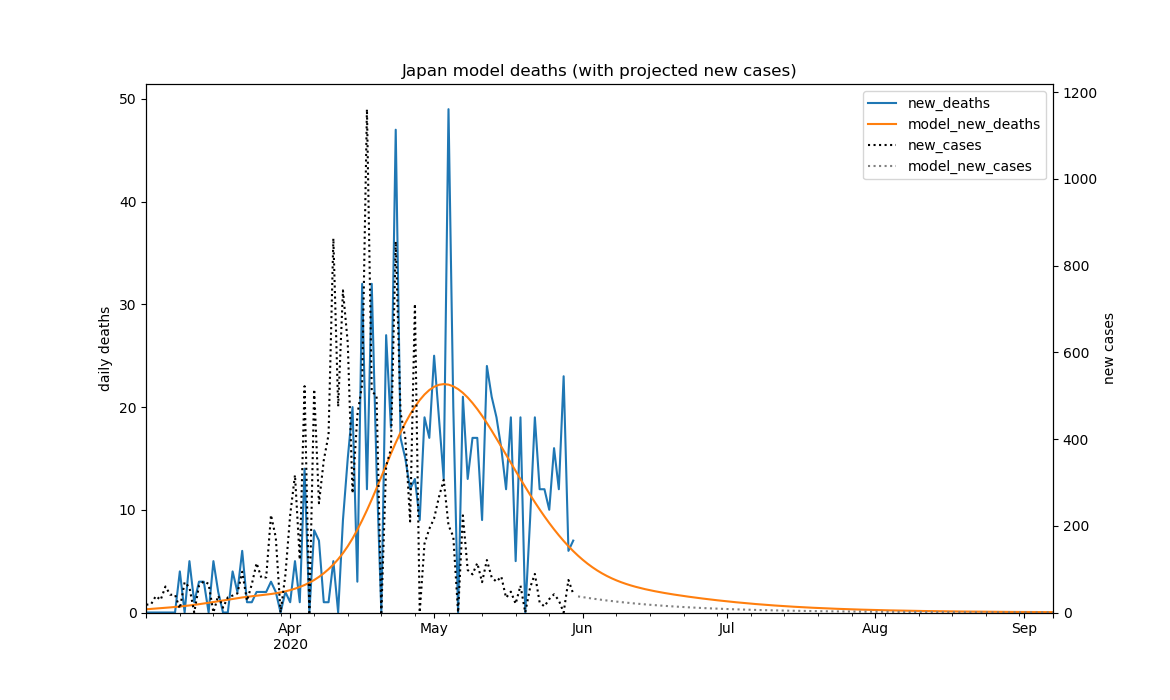 Japan model deaths (with projected new cases)
new_deaths
model_new_deaths
new_cases
model_new_cases
daily deaths
50
40
30
20
10
0
new cases
1200
1000
800
600
400
200
0
Apr
2020
May
Jun
Jul
Aug
Sep